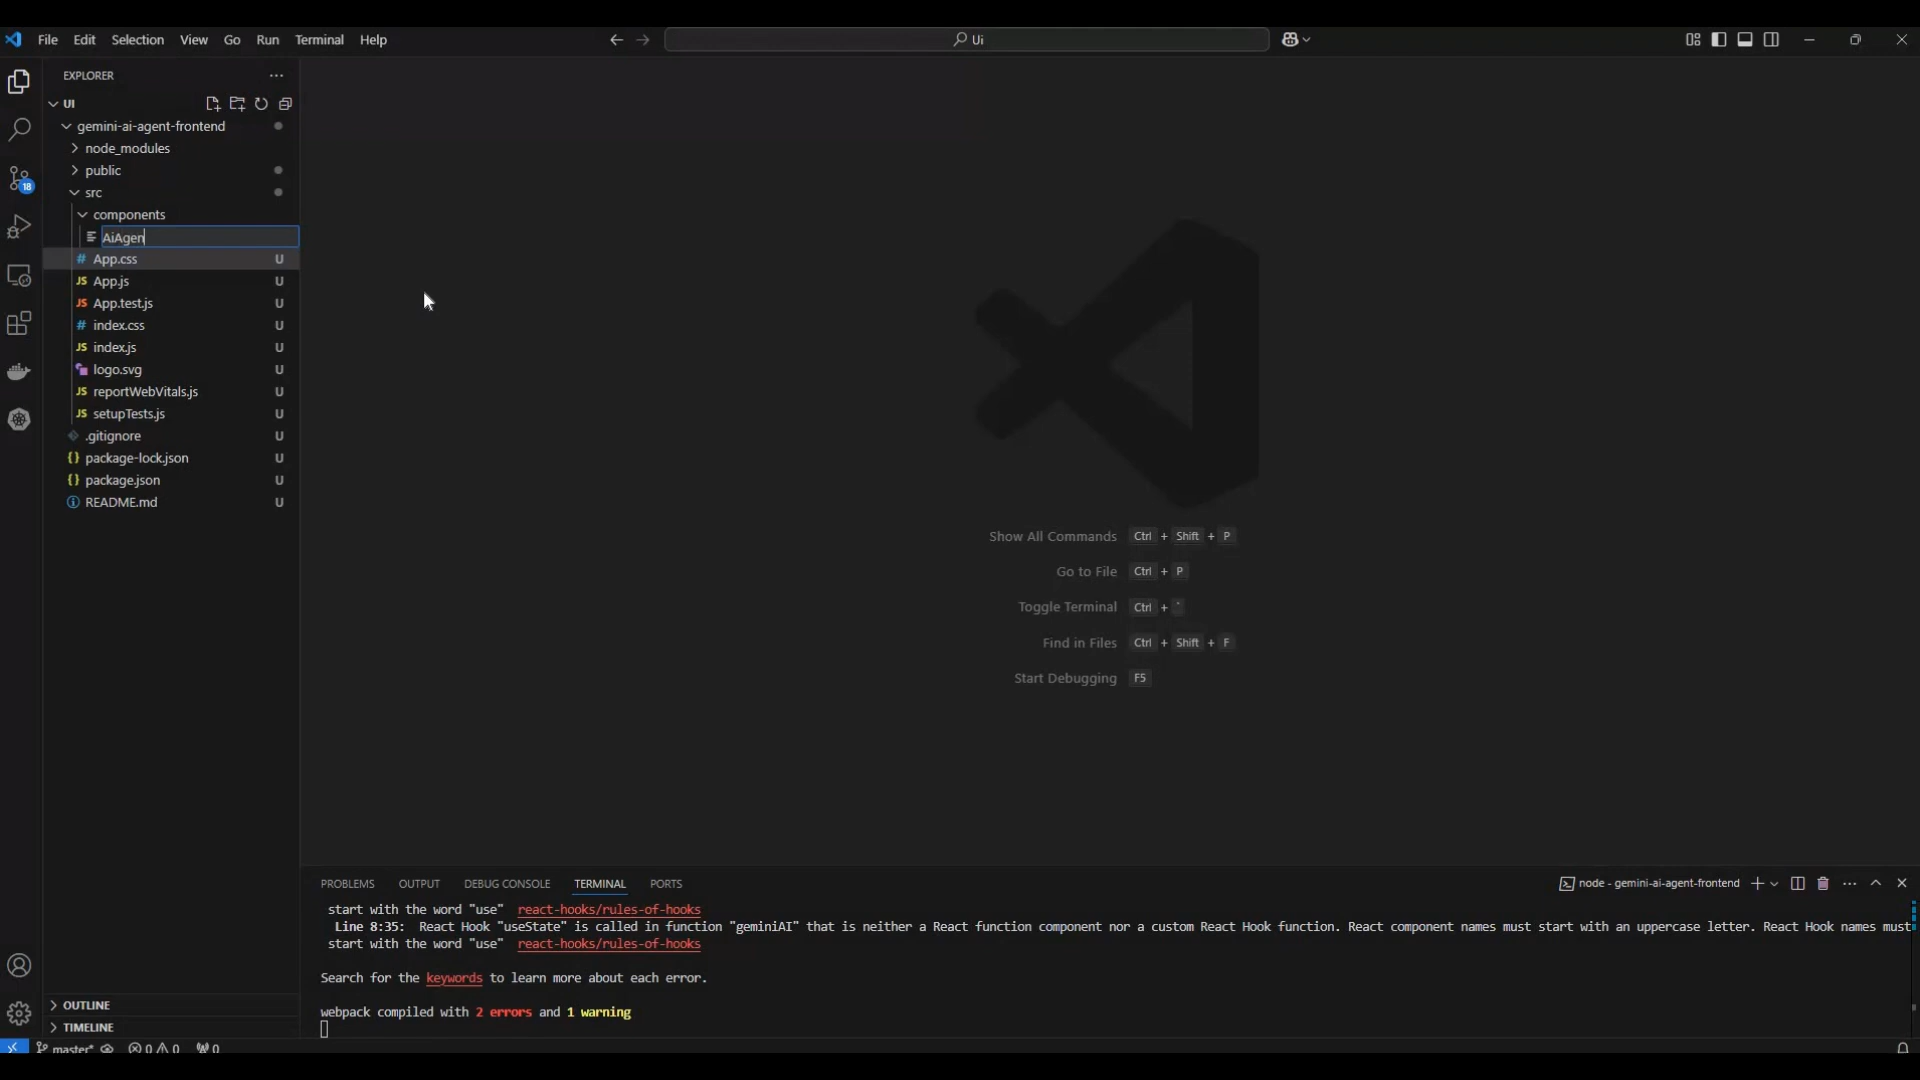 File Edit Selection View Go Run Terminal Help
Ui
EXPLORER
UI
gemini-ai-agent-frontend
node_modules
public
src
components
AiAgen
App.css U
App.js U
App.test.js U
index.css U
index.js U
logo.svg U
reportWebVitals.js U
setupTests.js U
.gitignore U
package-lock.json U
package.json U
README.md U
18
Show All Commands Ctrl + Shift + P
Go to File Ctrl + P
Toggle Terminal Ctrl + `
Find in Files Ctrl + Shift + F
Start Debugging F5
PROBLEMS OUTPUT DEBUG CONSOLE TERMINAL PORTS
node - gemini-ai-agent-frontend
start with the word "use" react-hooks/rules-of-hooks
Line 8:35: React Hook "useState" is called in function "geminiAI" that is neither a React function component nor a custom React Hook function. React component names must start with an uppercase letter. React Hook names must
start with the word "use" react-hooks/rules-of-hooks
Search for the keywords to learn more about each error.
webpack compiled with 2 errors and 1 warning
OUTLINE
TIMELINE
master* 0 0 0